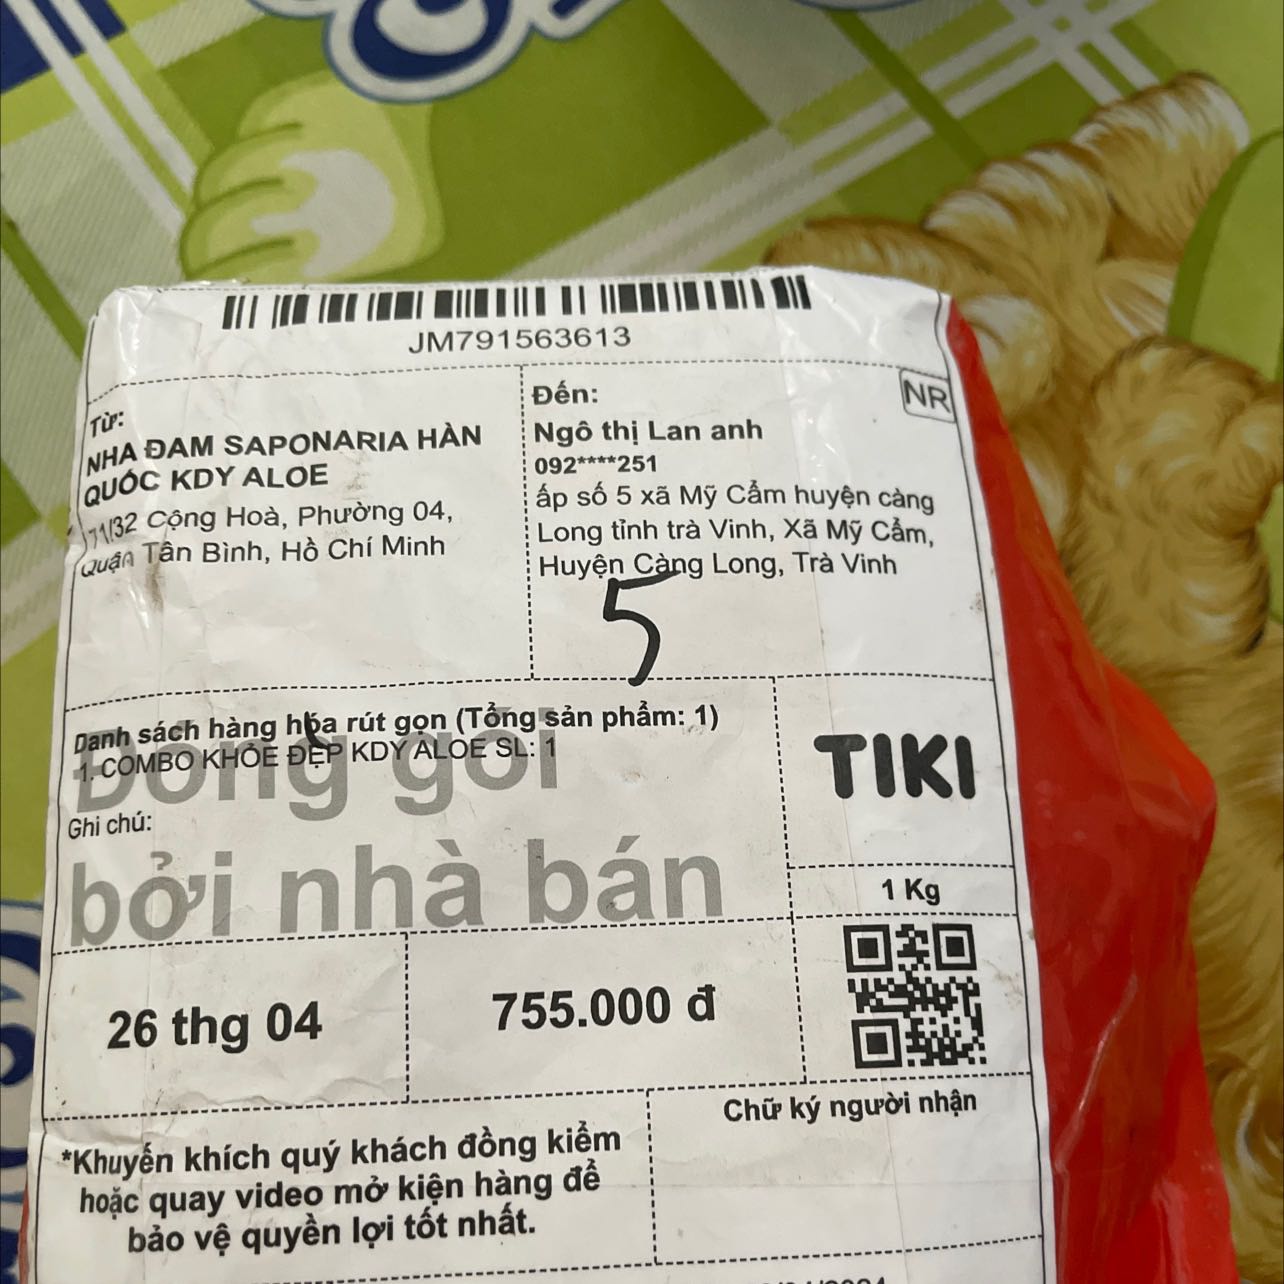 JM791563613
Từ:
NHA ĐAM SAPONARIA HÀN
QUỐC KDY ALOE
171/32 Cộng Hoà, Phường 04,
Quận Tân Bình, Hồ Chí Minh
Đến:
NR
Ngô thị Lan anh
092****251
ấp số 5 xã Mỹ Cẩm huyện càng
Long tỉnh trà Vinh, Xã Mỹ Cẩm,
Huyện Càng Long, Trà Vinh
5
Danh sách hàng hóa rút gọn (Tổng sản phẩm: 1)
1. COMBO KHỎE ĐẸP KDY ALOE SL: 1
Ghi chú:
Đóng gói
bởi nhà bán
TIKI
1 Kg
26 thg 04
755.000 đ
Chữ ký người nhận
*Khuyến khích quý khách đồng kiểm
hoặc quay video mở kiện hàng để
bảo vệ quyền lợi tốt nhất.